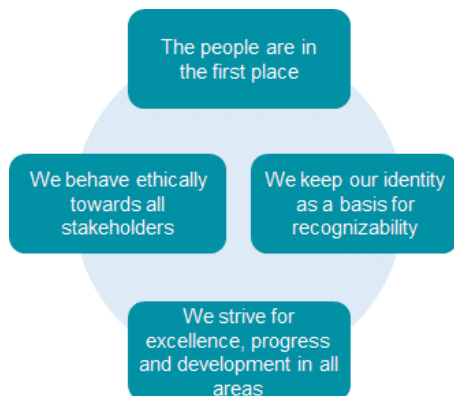 The people are in
the first place
We behave ethically
towards all
stakeholders
We keep our identity
as a basis for
recognizability
We strive for
excellence, progress
and development in all
areas